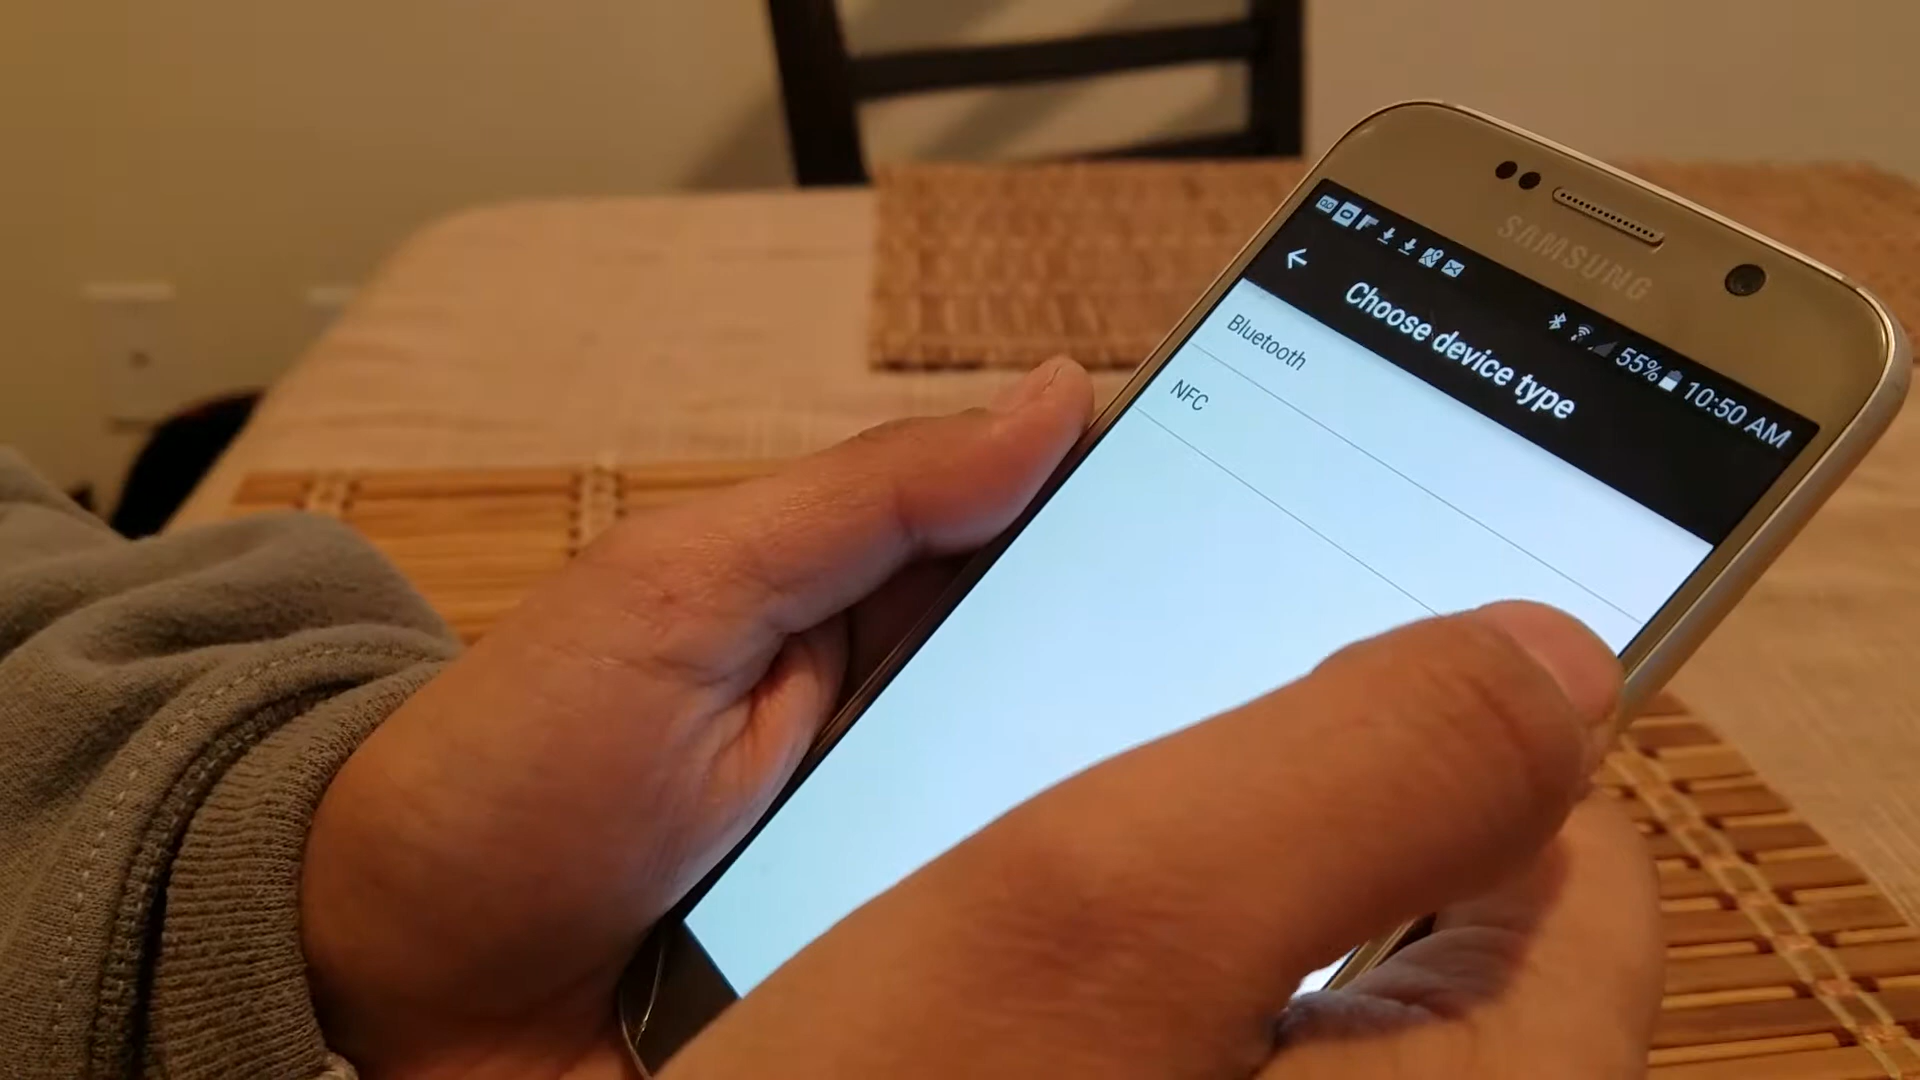 SAMSUNG
55% 10:50 AM
Choose device type
Bluetooth
NFC